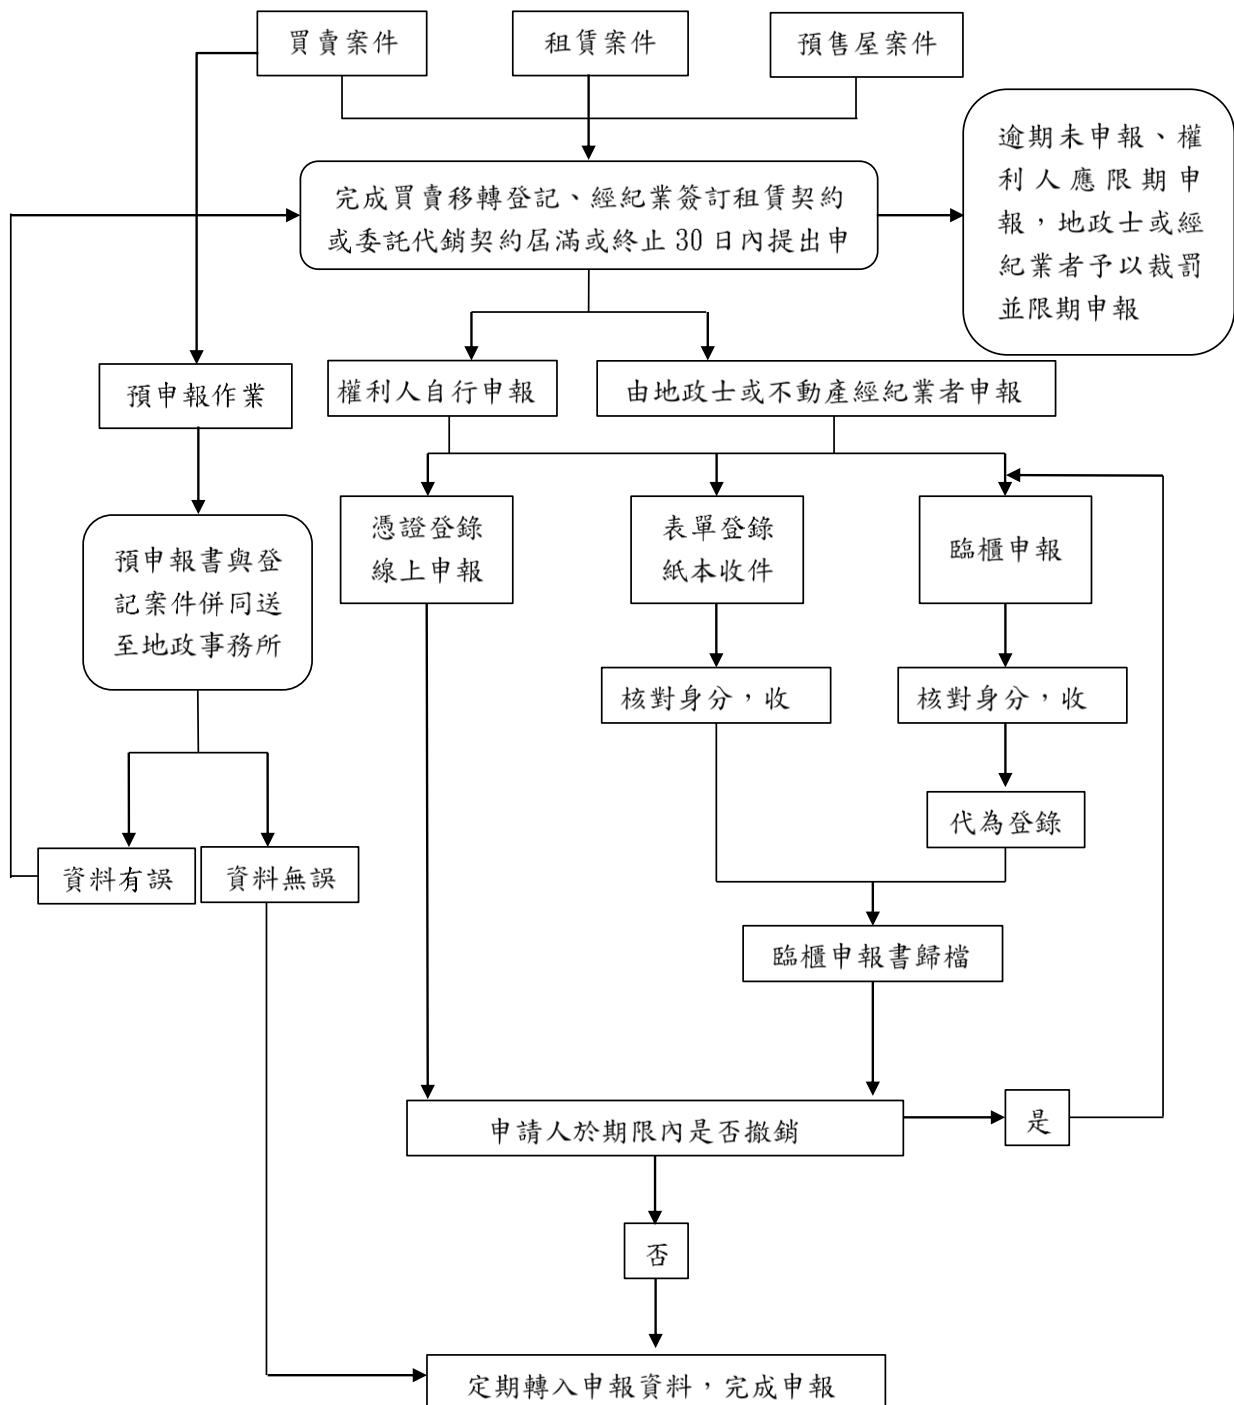 買賣案件
租賃案件
預售屋案件
逾期未申報、權
利人應限期申
報，地政士或經
紀業者予以裁罰
並限期申報
完成買賣移轉登記、經紀業簽訂租賃契約
或委託代銷契約屆滿或終止 30 日內提出申
預申報作業
權利人自行申報
由地政士或不動產經紀業者申報
預申報書與登
記案件併同送
至地政事務所
憑證登錄
線上申報
表單登錄
紙本收件
臨櫃申報
核對身分，收
核對身分，收
代為登錄
資料有誤
資料無誤
臨櫃申報書歸檔
申請人於期限內是否撤銷
是
否
定期轉入申報資料，完成申報